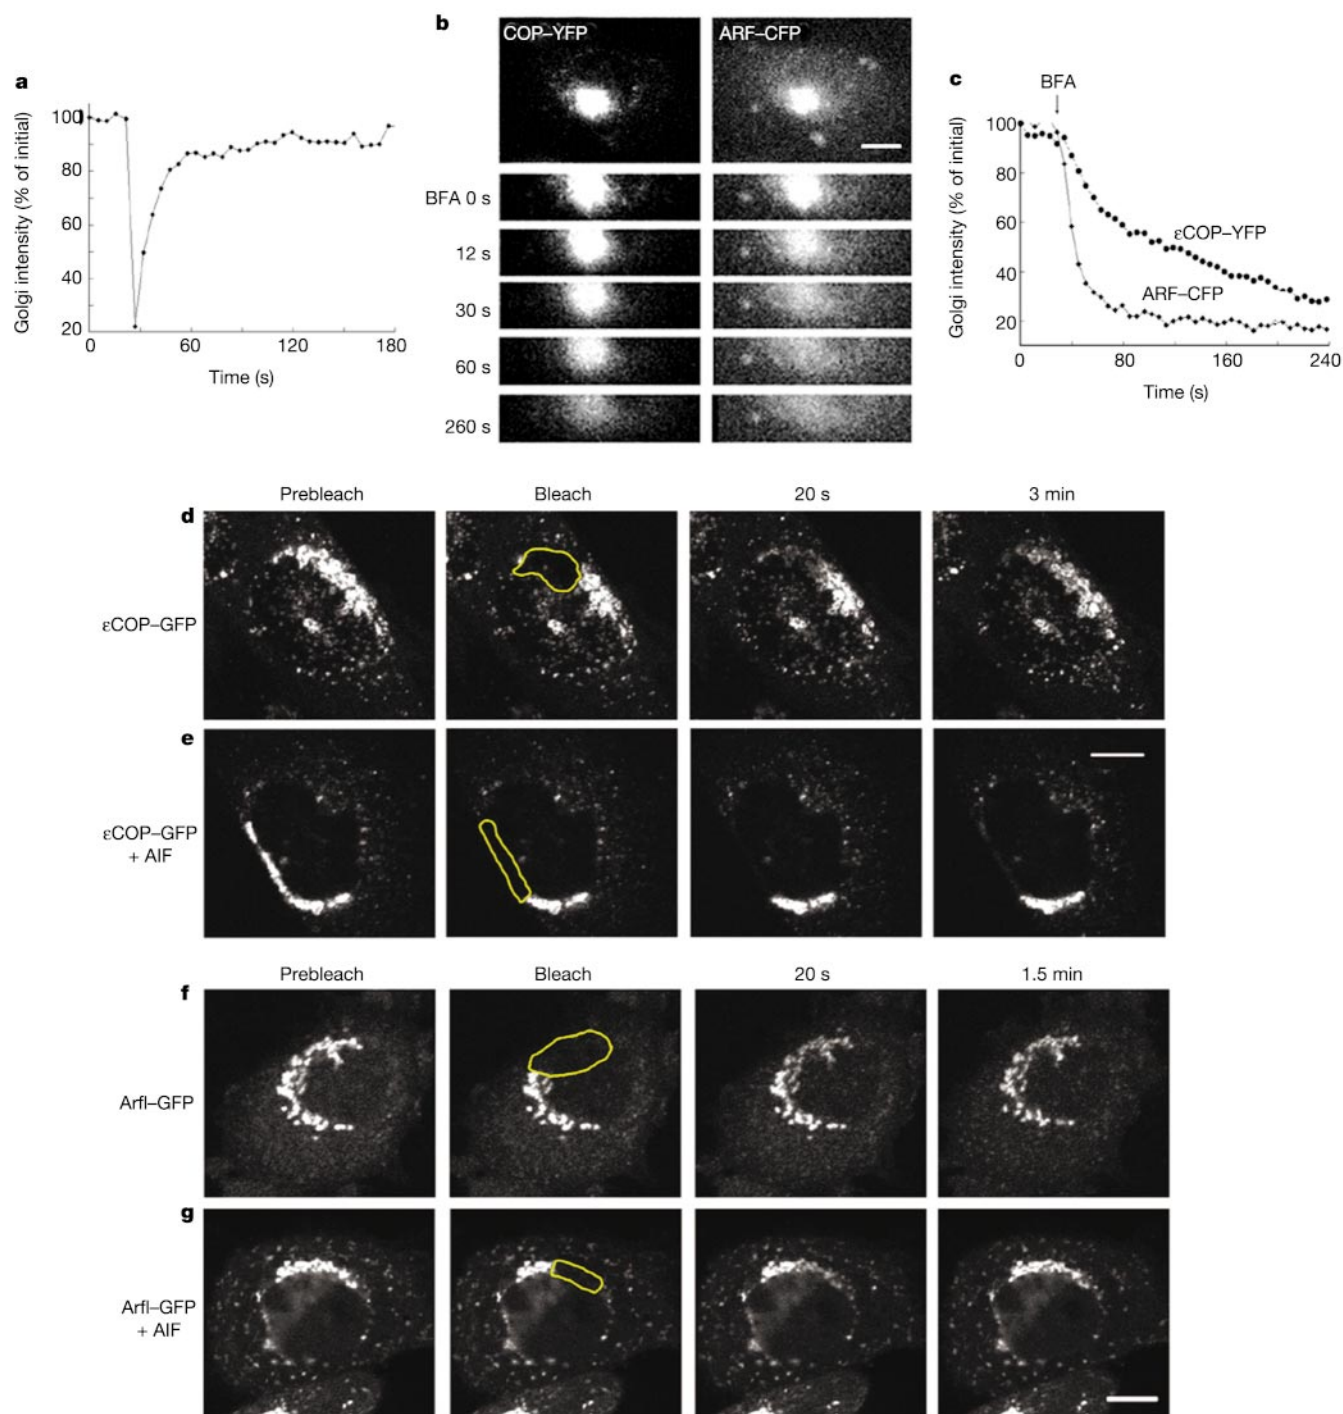 a
Golgi intensity (% of initial)
100
80
60
40
20
0
60
120
180
Time (s)
b
COP–YFP
ARF–CFP
BFA 0 s
12 s
30 s
60 s
260 s
c
BFA
Golgi intensity (% of initial)
100
80
60
40
20
εCOP–YFP
ARF–CFP
0
80
160
240
Time (s)
Prebleach
Bleach
20 s
3 min
d
εCOP–GFP
e
εCOP–GFP
+ AlF
Prebleach
Bleach
20 s
1.5 min
f
Arfl–GFP
g
Arfl–GFP
+ AlF